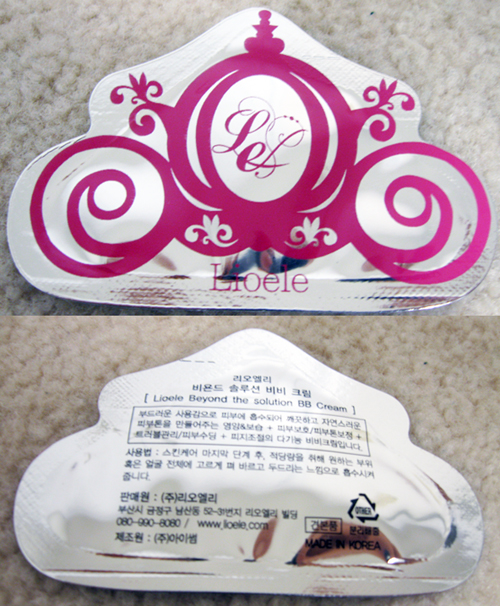 Le
Lioele
리오엘리
비욘드 솔루션 비비 크림
[ Lioele Beyond the solution BB Cream ]
부드러운 사용감으로 피부에 흡수되어 깨끗하고 자연스러운
피부톤을 만들어주는 영양&보습 + 피부보호/피부톤보정 +
트러블관리/피부수딩 + 피지조절의 다기능 비비크림입니다.
사용법 : 스킨케어 마지막 단계 후, 적당량을 취해 원하는 부위
혹은 얼굴 전체에 고르게 펴 바르고 두드리는 느낌으로 흡수시켜
줍니다.
판매원 : (주)리오엘리
부산시 금정구 남산동 52-31번지 리오엘리 빌딩
080-990-8080 / www.lioele.com
제조원 : (주)아이썸
OTHER
견본품
분리배출
MADE IN KOREA